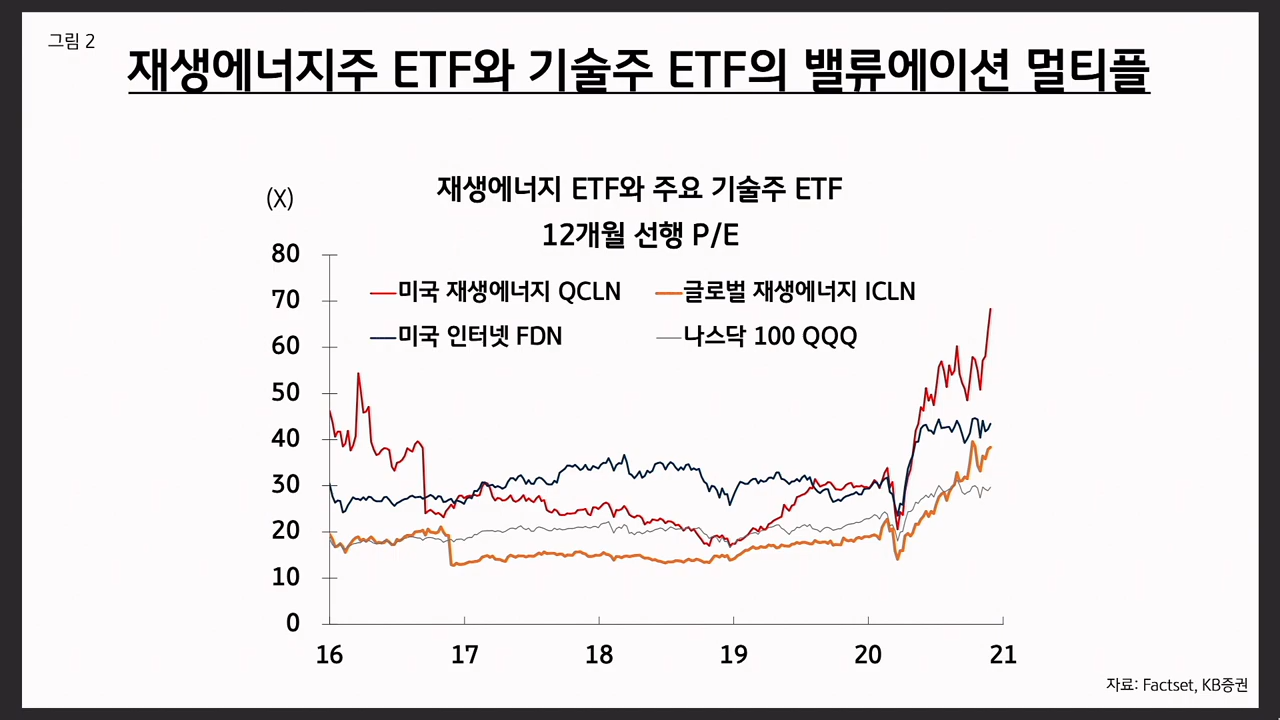 그림 2
재생에너지주 ETF와 기술주 ETF의 밸류에이션 멀티플
(X)
재생에너지 ETF와 주요 기술주 ETF
12개월 선행 P/E
80
70
60
50
40
30
20
10
0
미국 재생에너지 QCLN
글로벌 재생에너지 ICLN
미국 인터넷 FDN
나스닥 100 QQQ
16 17 18 19 20 21
자료: Factset, KB증권